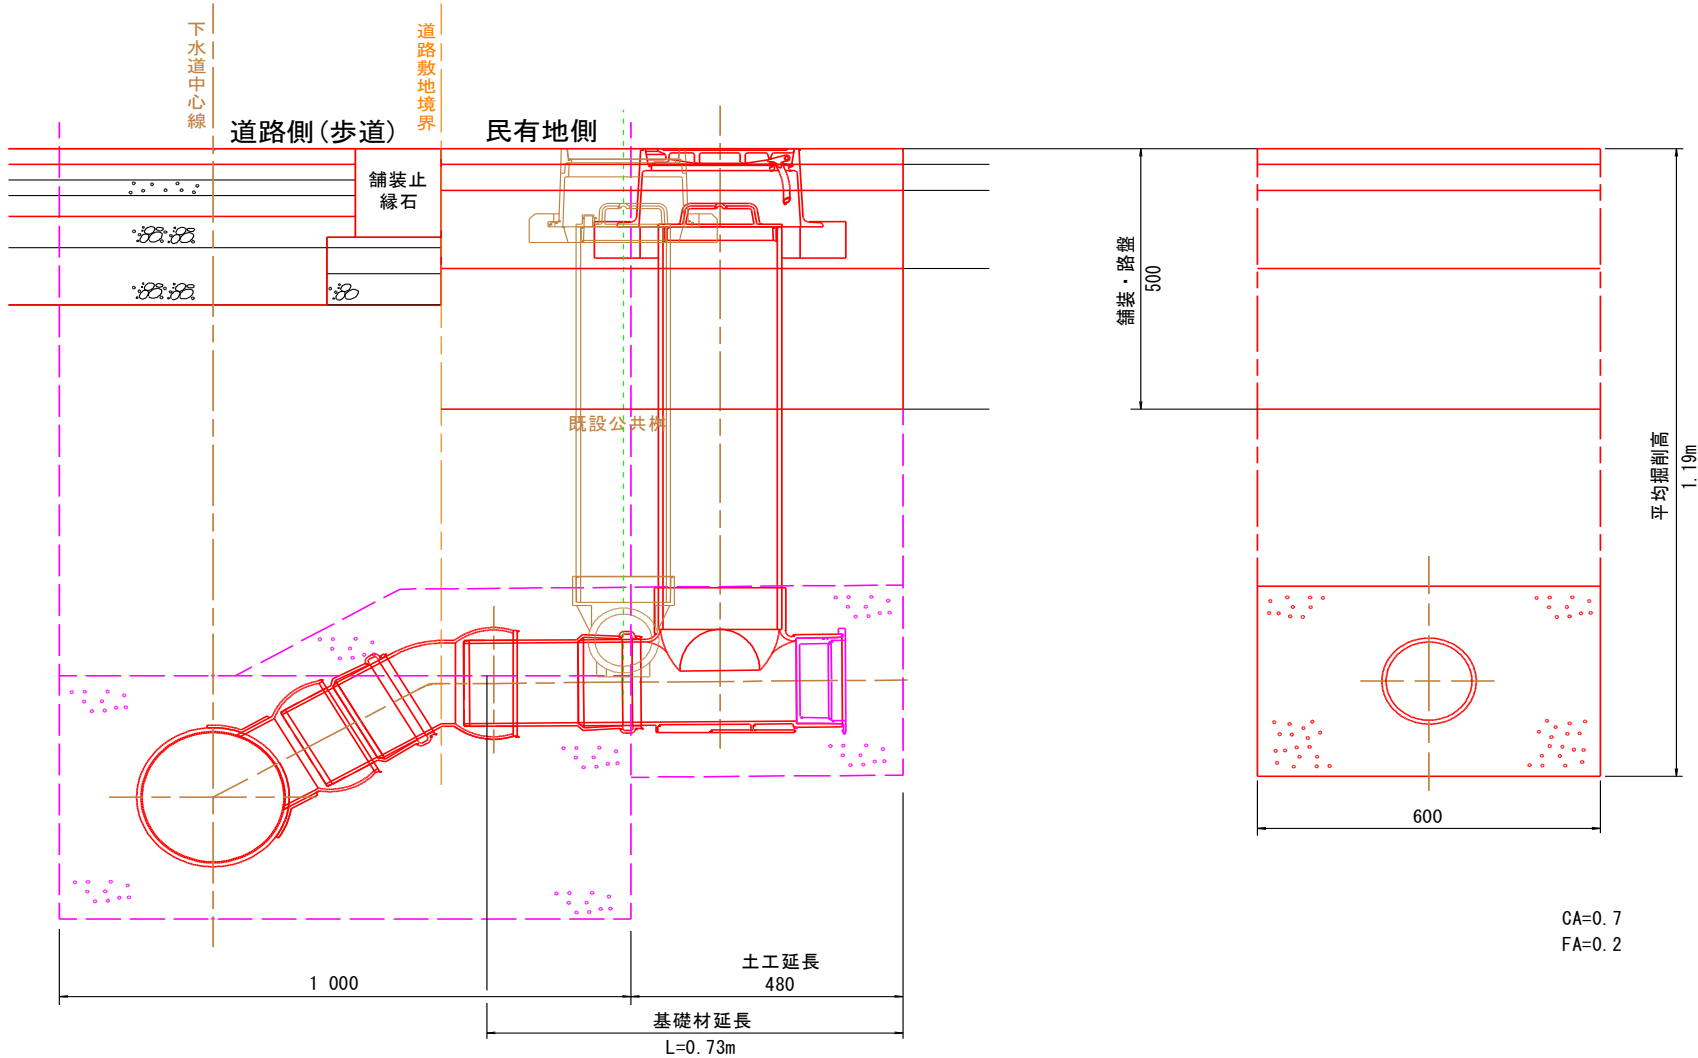 下水道中心線
道路敷地境界
道路側(歩道)
民有地側
舗装止
縁石
既設公共桝
舗装・路盤
500
平均掘削高
1.19m
600
CA=0.7
FA=0.2
1 000
土工延長
480
基礎材延長
L=0.73m